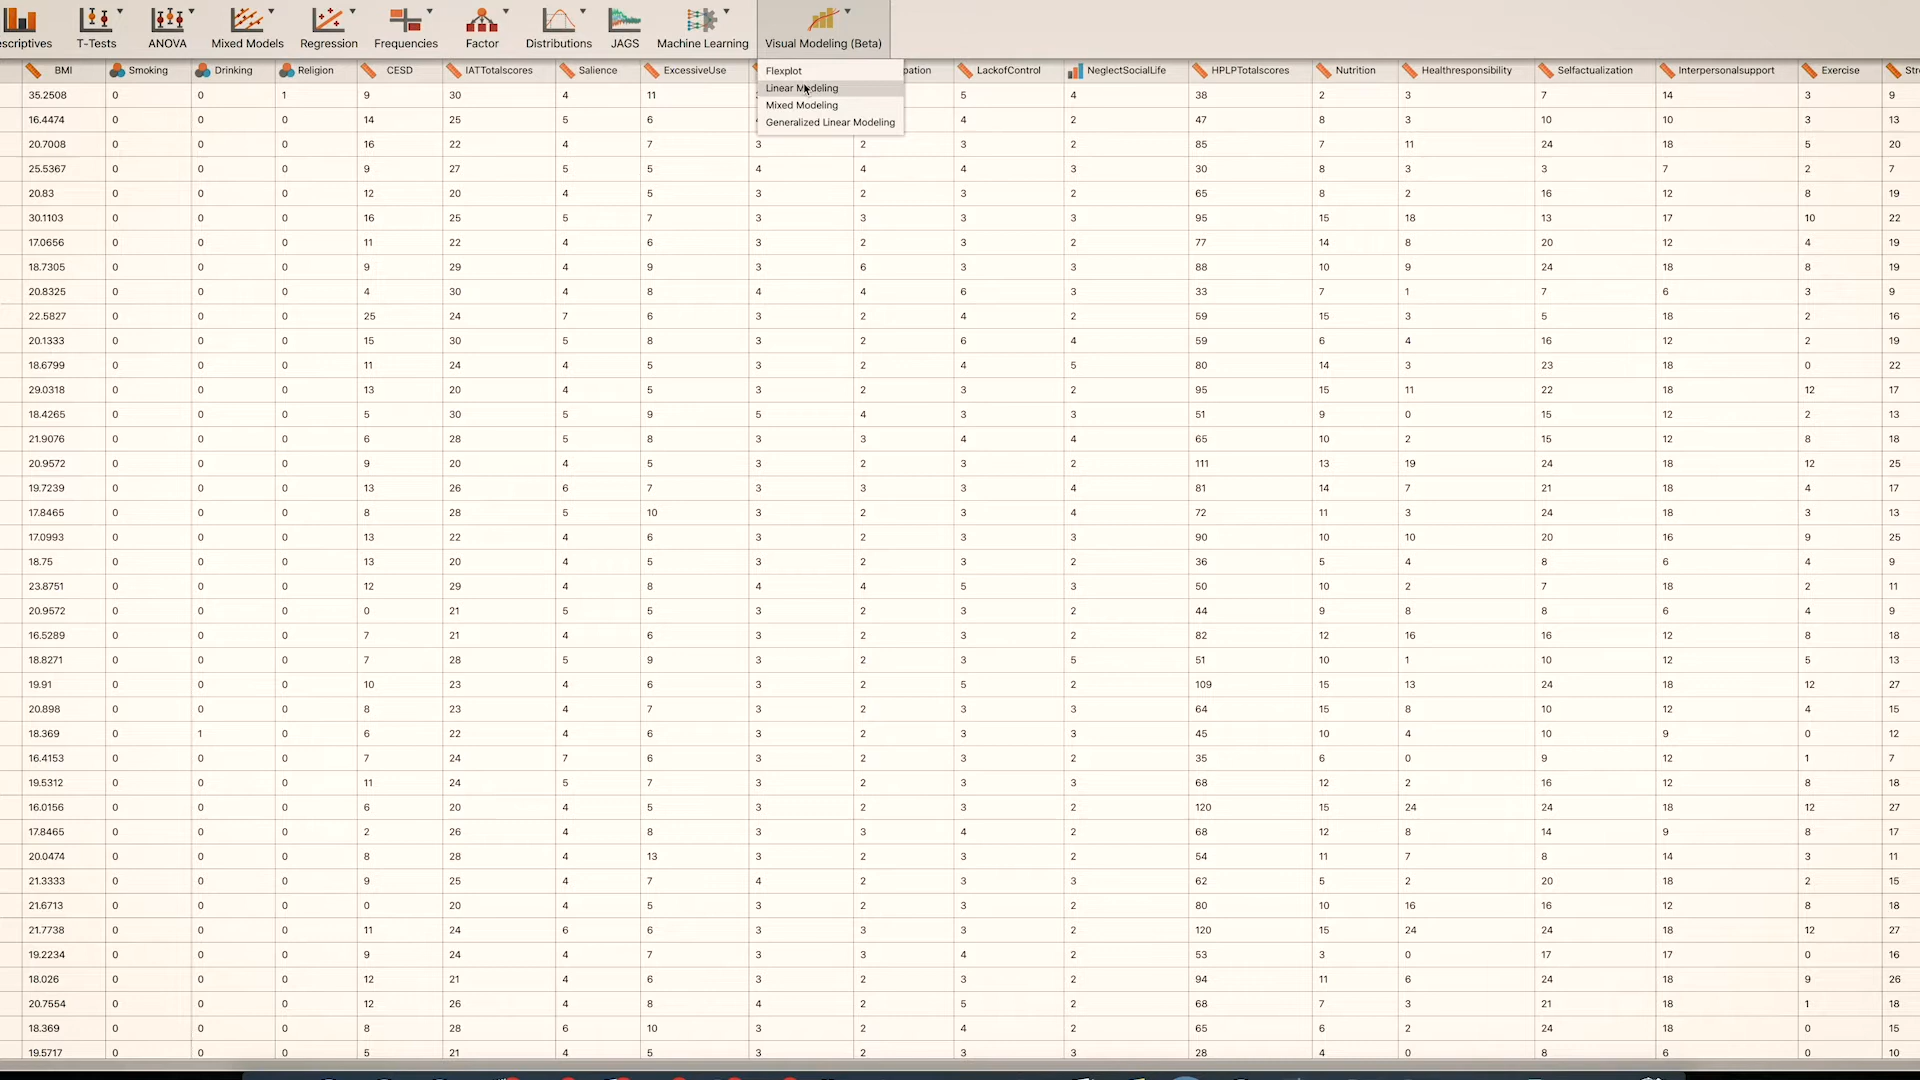 escriptives T-Tests ANOVA Mixed Models Regression Frequencies Factor Distributions JAGS Machine Learning Visual Modeling (Beta)
Flexplot
Linear Modeling
Mixed Modeling
Generalized Linear Modeling
BMI Smoking Drinking Religion CESD IATTotalscores Salience ExcessiveUse pation LackofControl NeglectSocialLife HPLPTotalscores Nutrition Healthresponsibility Selfactualization Interpersonalsupport Exercise Stre
35.2508 0 0 1 9 30 4 11 5 4 38 2 3 7 14 3 9
16.4474 0 0 0 14 25 5 6 4 2 47 8 3 10 10 3 13
20.7008 0 0 0 16 22 4 7 3 2 3 2 85 7 11 24 18 5 20
25.5367 0 0 0 9 27 5 5 4 4 4 3 30 8 3 3 7 2 7
20.83 0 0 0 12 20 4 5 3 2 3 2 65 8 2 16 12 8 19
30.1103 0 0 0 16 25 5 7 3 3 3 3 95 15 18 13 17 10 22
17.0656 0 0 0 11 22 4 6 3 2 3 2 77 14 8 20 12 4 19
18.7305 0 0 0 9 29 4 9 3 6 3 3 88 10 9 24 18 8 19
20.8325 0 0 0 4 30 4 8 4 4 6 3 33 7 1 7 6 3 9
22.5827 0 0 0 25 24 7 6 3 2 4 2 59 15 3 5 18 2 16
20.1333 0 0 0 15 30 5 8 3 2 6 4 59 6 4 16 12 2 19
18.6799 0 0 0 11 24 4 5 3 2 4 5 80 14 3 23 18 0 22
29.0318 0 0 0 13 20 4 5 3 2 3 2 95 15 11 22 18 12 17
18.4265 0 0 0 5 30 5 9 5 4 3 3 51 9 0 15 12 2 13
21.9076 0 0 0 6 28 5 8 3 3 4 4 65 10 2 15 12 8 18
20.9572 0 0 0 9 20 4 5 3 2 3 2 111 13 19 24 18 12 25
19.7239 0 0 0 13 26 6 7 3 3 3 4 81 14 7 21 18 4 17
17.8465 0 0 0 8 28 5 10 3 2 3 4 72 11 3 24 18 3 13
17.0993 0 0 0 13 22 4 6 3 2 3 3 90 10 10 20 16 9 25
18.75 0 0 0 13 20 4 5 3 2 3 2 36 5 4 8 6 4 9
23.8751 0 0 0 12 29 4 8 4 4 5 3 50 10 2 7 18 2 11
20.9572 0 0 0 0 21 5 5 3 2 3 2 44 9 8 8 6 4 9
16.5289 0 0 0 7 21 4 6 3 2 3 2 82 12 16 16 12 8 18
18.8271 0 0 0 7 28 5 9 3 2 3 5 51 10 1 10 12 5 13
19.91 0 0 0 10 23 4 6 3 2 5 2 109 15 13 24 18 12 27
20.898 0 0 0 8 23 4 7 3 2 3 3 64 15 8 10 12 4 15
18.369 0 1 0 6 22 4 6 3 2 3 3 45 10 4 10 9 0 12
16.4153 0 0 0 7 24 7 6 3 2 3 2 35 6 0 9 12 1 7
19.5312 0 0 0 11 24 5 7 3 2 3 3 68 12 2 16 12 8 18
16.0156 0 0 0 6 20 4 5 3 2 3 2 120 15 24 24 18 12 27
17.8465 0 0 0 2 26 4 8 3 3 4 2 68 12 8 14 9 8 17
20.0474 0 0 0 8 28 4 13 3 2 3 2 54 11 7 8 14 3 11
21.3333 0 0 0 9 25 4 7 4 2 3 3 62 5 2 20 18 2 15
21.6713 0 0 0 0 20 4 5 3 2 3 2 80 10 16 16 12 8 18
21.7738 0 0 0 11 24 6 6 3 3 3 2 120 15 24 24 18 12 27
19.2234 0 0 0 9 24 4 7 3 3 4 2 53 3 0 17 17 0 16
18.026 0 0 0 12 21 4 6 3 2 3 2 94 11 6 24 18 9 26
20.7554 0 0 0 12 26 4 8 4 2 5 2 68 7 3 21 18 1 18
18.369 0 0 0 8 28 6 10 3 2 4 2 65 6 2 24 18 0 15
19.5717 0 0 0 5 21 4 5 3 2 3 3 28 4 0 8 6 0 10